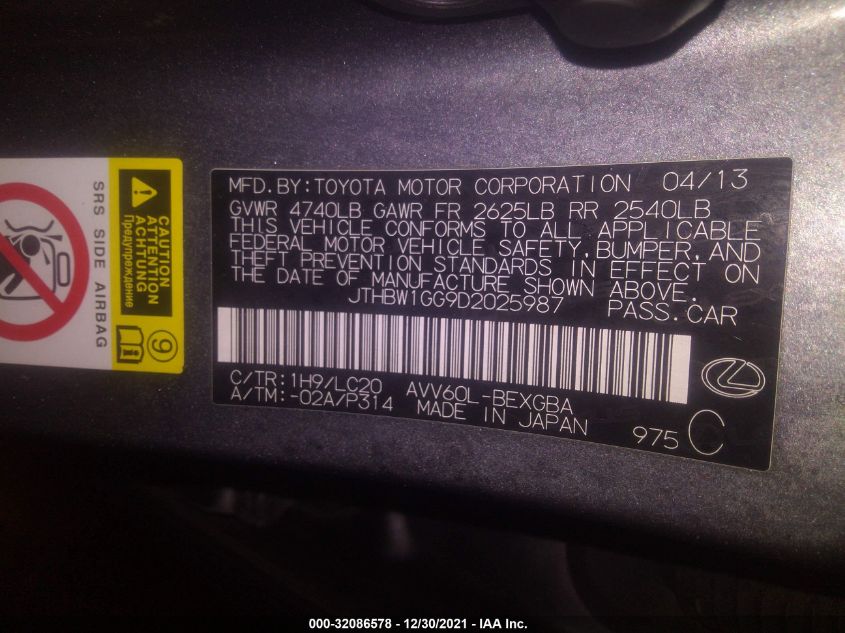 MFD.BY:TOYOTA MOTOR CORPORATION 04/13
GVWR 4740LB GAWR FR 2625LB RR 2540LB
THIS VEHICLE CONFORMS TO ALL APPLICABLE
FEDERAL MOTOR VEHICLE SAFETY,BUMPER,AND
THEFT PREVENTION STANDARDS IN EFFECT ON
THE DATE OF MANUFACTURE SHOWN ABOVE.
JTHBW1GG9D2025987 PASS.CAR
C/TR:1H9/LC20 AVV60L-BEXGBA
A/TM:-02A/P314 MADE IN JAPAN 975 C
SRS SIDE AIRBAG
CAUTION
ATTENTION
ACHTUNG
Предупреждение
9
000-32086578 - 12/30/2021 - IAA Inc.